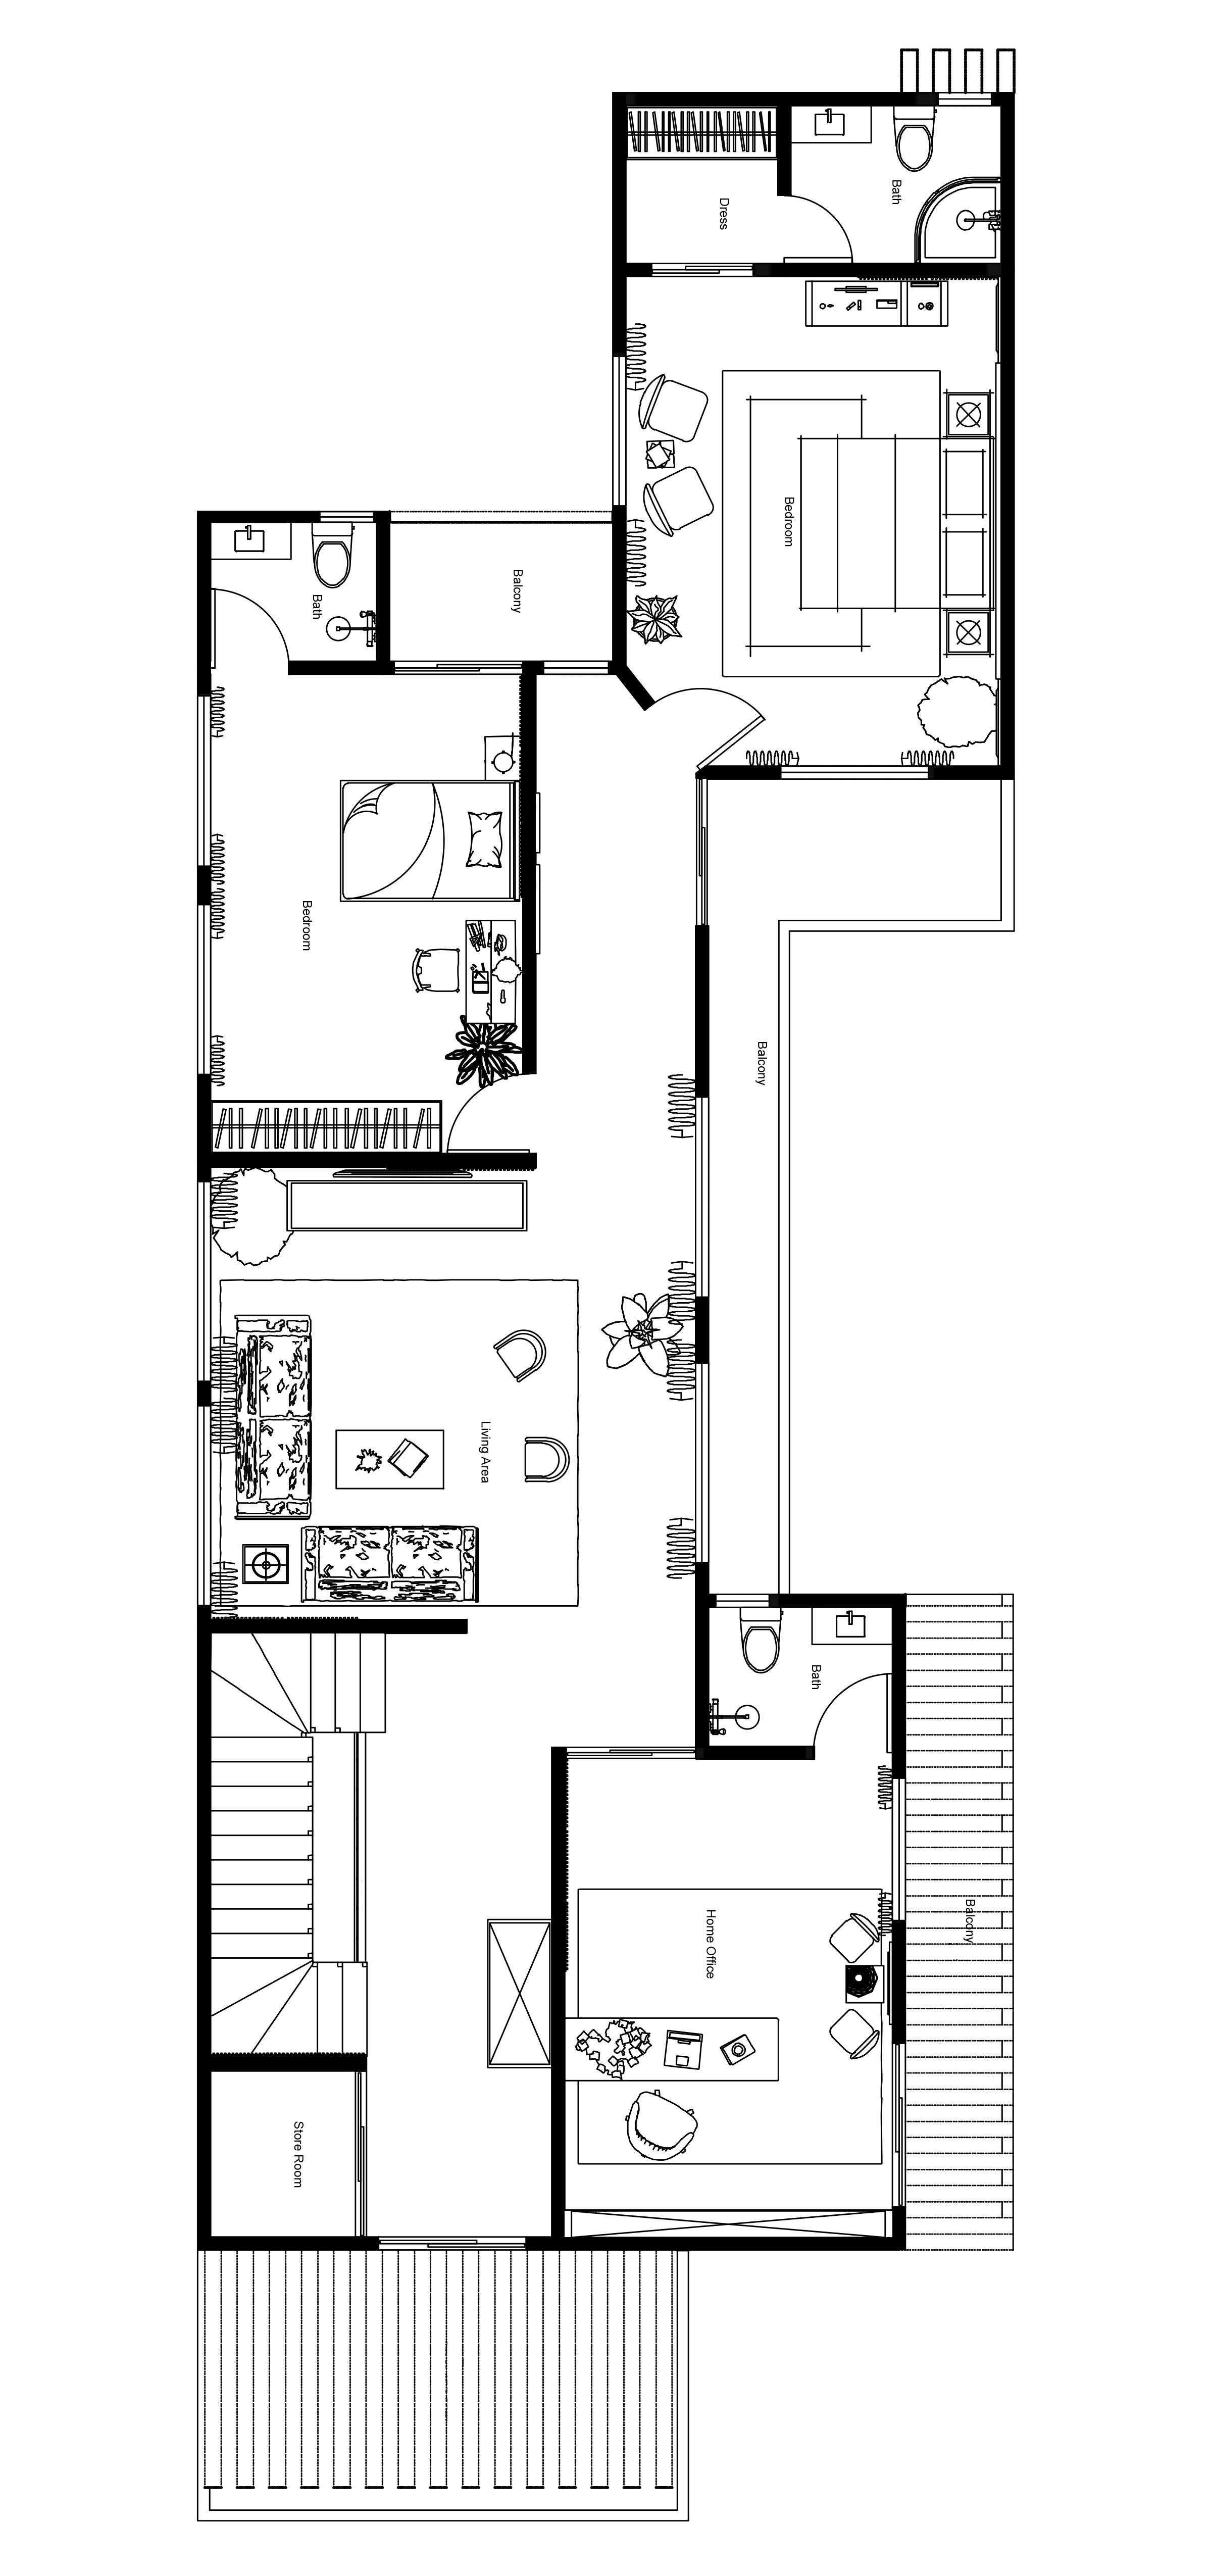 Bath
Dress
Bedroom
Balcony
Bath
Bedroom
Balcony
Living Area
Bath
Home Office
Balcony
Store Room